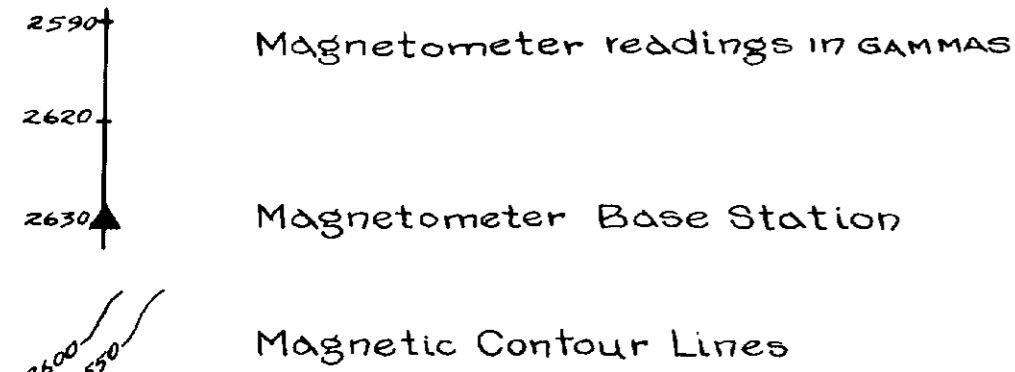 2590 Magnetometer readings in GAMMAS
2620
2630 Magnetometer Base Station
2600 Magnetic Contour Lines